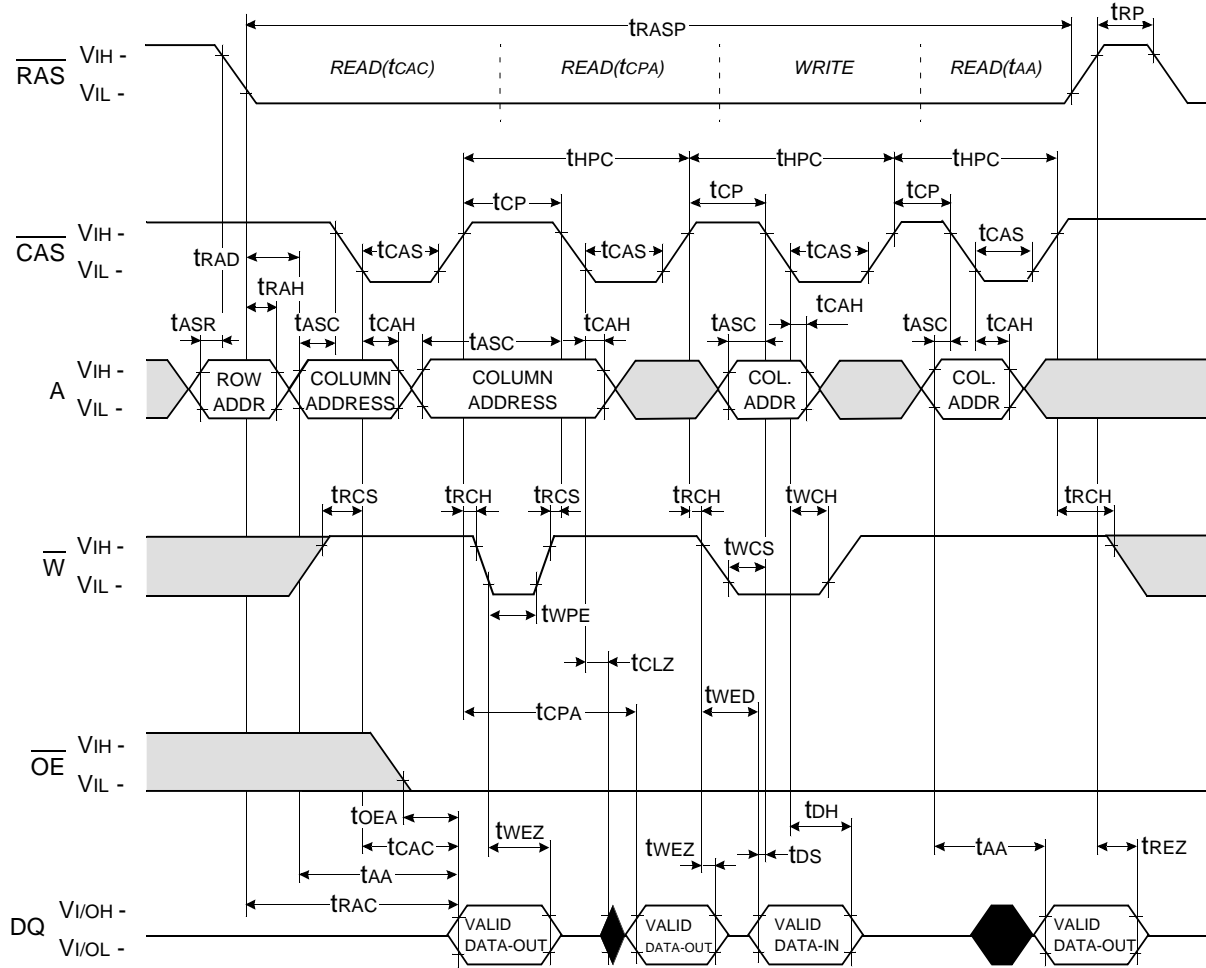 tRASP
tRP
RAS
VIH -
VIL -
READ(tCAC)
READ(tCPA)
WRITE
READ(tAA)
tHPC
tHPC
tHPC
tCP
tCP
tCP
CAS
VIH -
VIL -
tCAS
tCAS
tCAS
tCAS
tRAD
tRAH
tASR
tASC
tCAH
tASC
tCAH
tASC
tCAH
tASC
tCAH
A
VIH -
VIL -
ROW
ADDR
COLUMN
ADDRESS
COLUMN
ADDRESS
COL.
ADDR
COL.
ADDR
tRCS
tRCH
tRCS
tRCH
tWCH
tRCH
W
VIH -
VIL -
tWCS
tWPE
tCLZ
tWED
tCPA
OE
VIH -
VIL -
tOEA
tCAC
tAA
tRAC
tWEZ
tWEZ
tDH
tDS
tAA
tREZ
DQ
VI/OH -
VI/OL -
VALID
DATA-OUT
VALID
DATA-OUT
VALID
DATA-IN
VALID
DATA-OUT